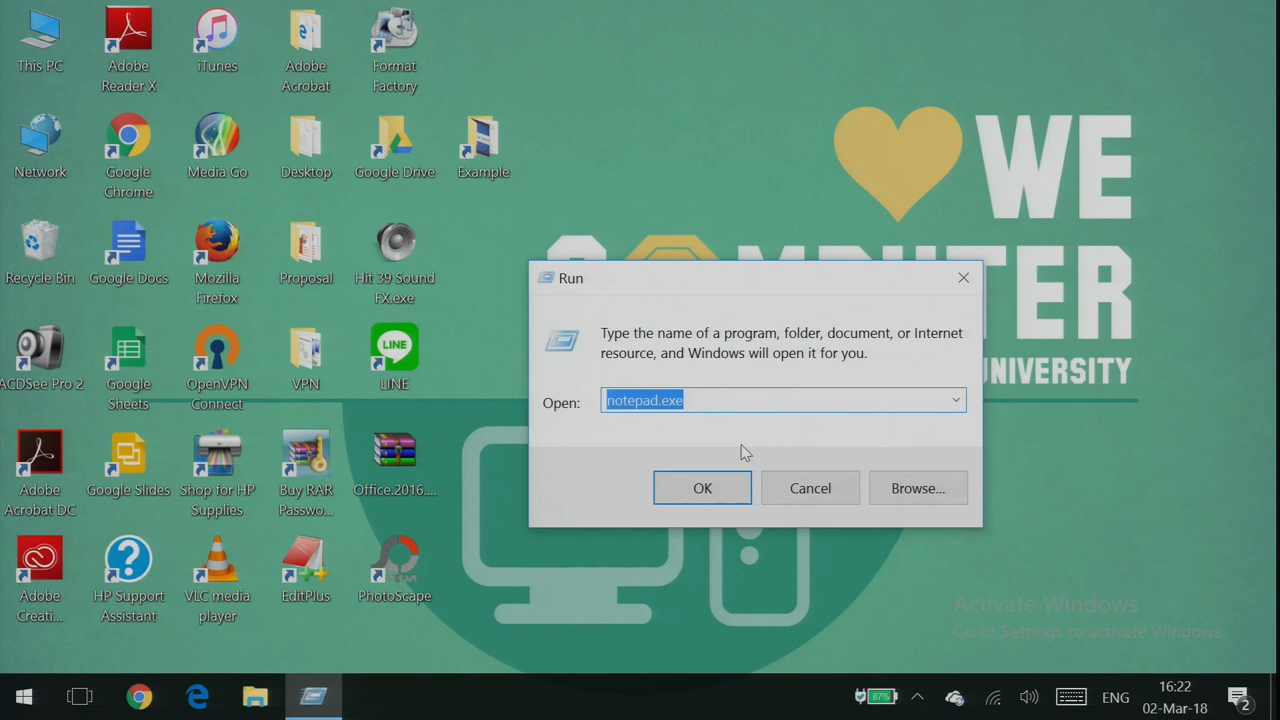 This PC
Adobe
Reader X
iTunes
Adobe
Acrobat
Format
Factory
Network
Google
Chrome
Media Go
Desktop
Google Drive
Example
Recycle Bin
Google Docs
Mozilla
Firefox
Proposal
Hit 39 Sound
FX.exe
ACDSee Pro 2
Google
Sheets
OpenVPN
Connect
VPN
LINE
LINE
Adobe
Acrobat DC
Google Slides
Shop for HP
Supplies
Buy RAR
Passwo...
Office.2016....
Adobe
Creati...
HP Support
Assistant
VLC media
player
EditPlus
PhotoScape
WE
UNIVERSITY
Run
Type the name of a program, folder, document, or Internet
resource, and Windows will open it for you.
Open:
notepad.exe
OK
Cancel
Browse...
Activate Windows
Go to Settings to activate Windows.
87%
ENG
16:22
02-Mar-18
2